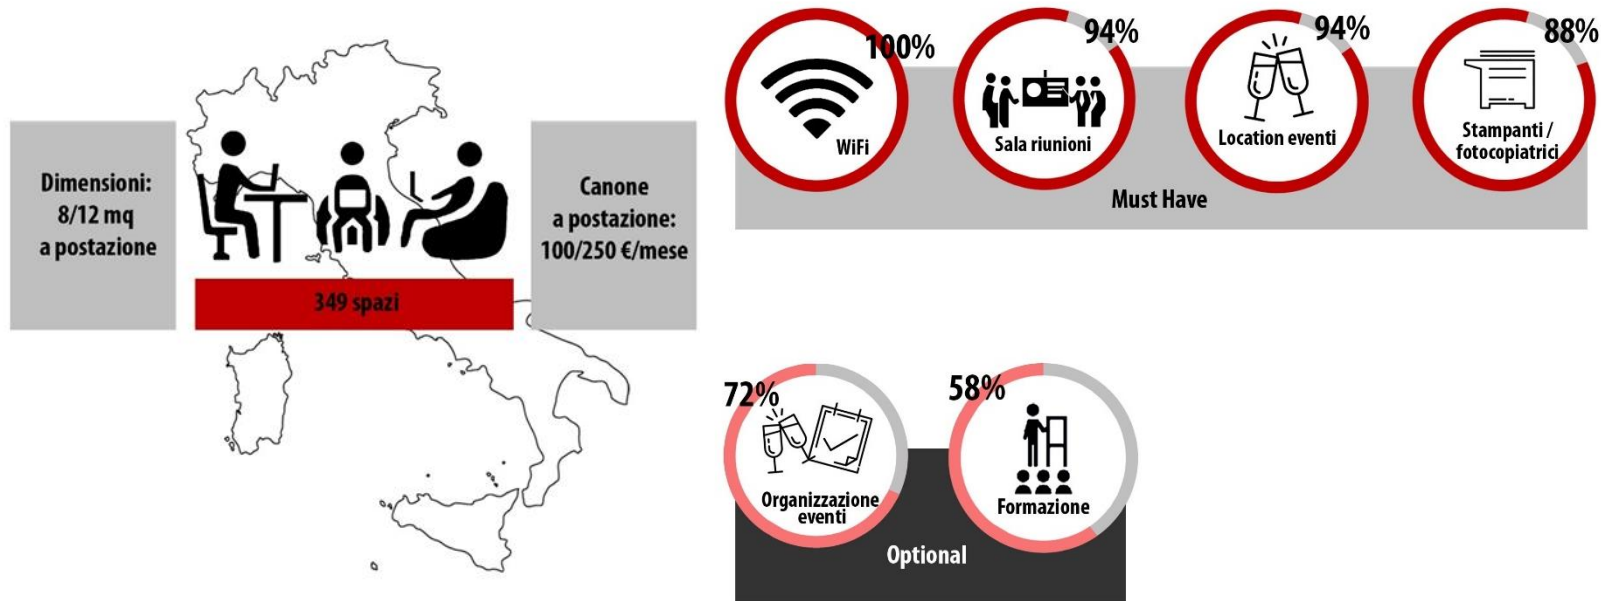 Dimensioni:
8/12 mq
a postazione
349 spazi
Canone
a postazione:
100/250 €/mese
100%
WiFi
94%
Sala riunioni
94%
Location eventi
88%
Stampanti /
fotocopiatrici
Must Have
72%
Organizzazione
eventi
58%
Formazione
Optional